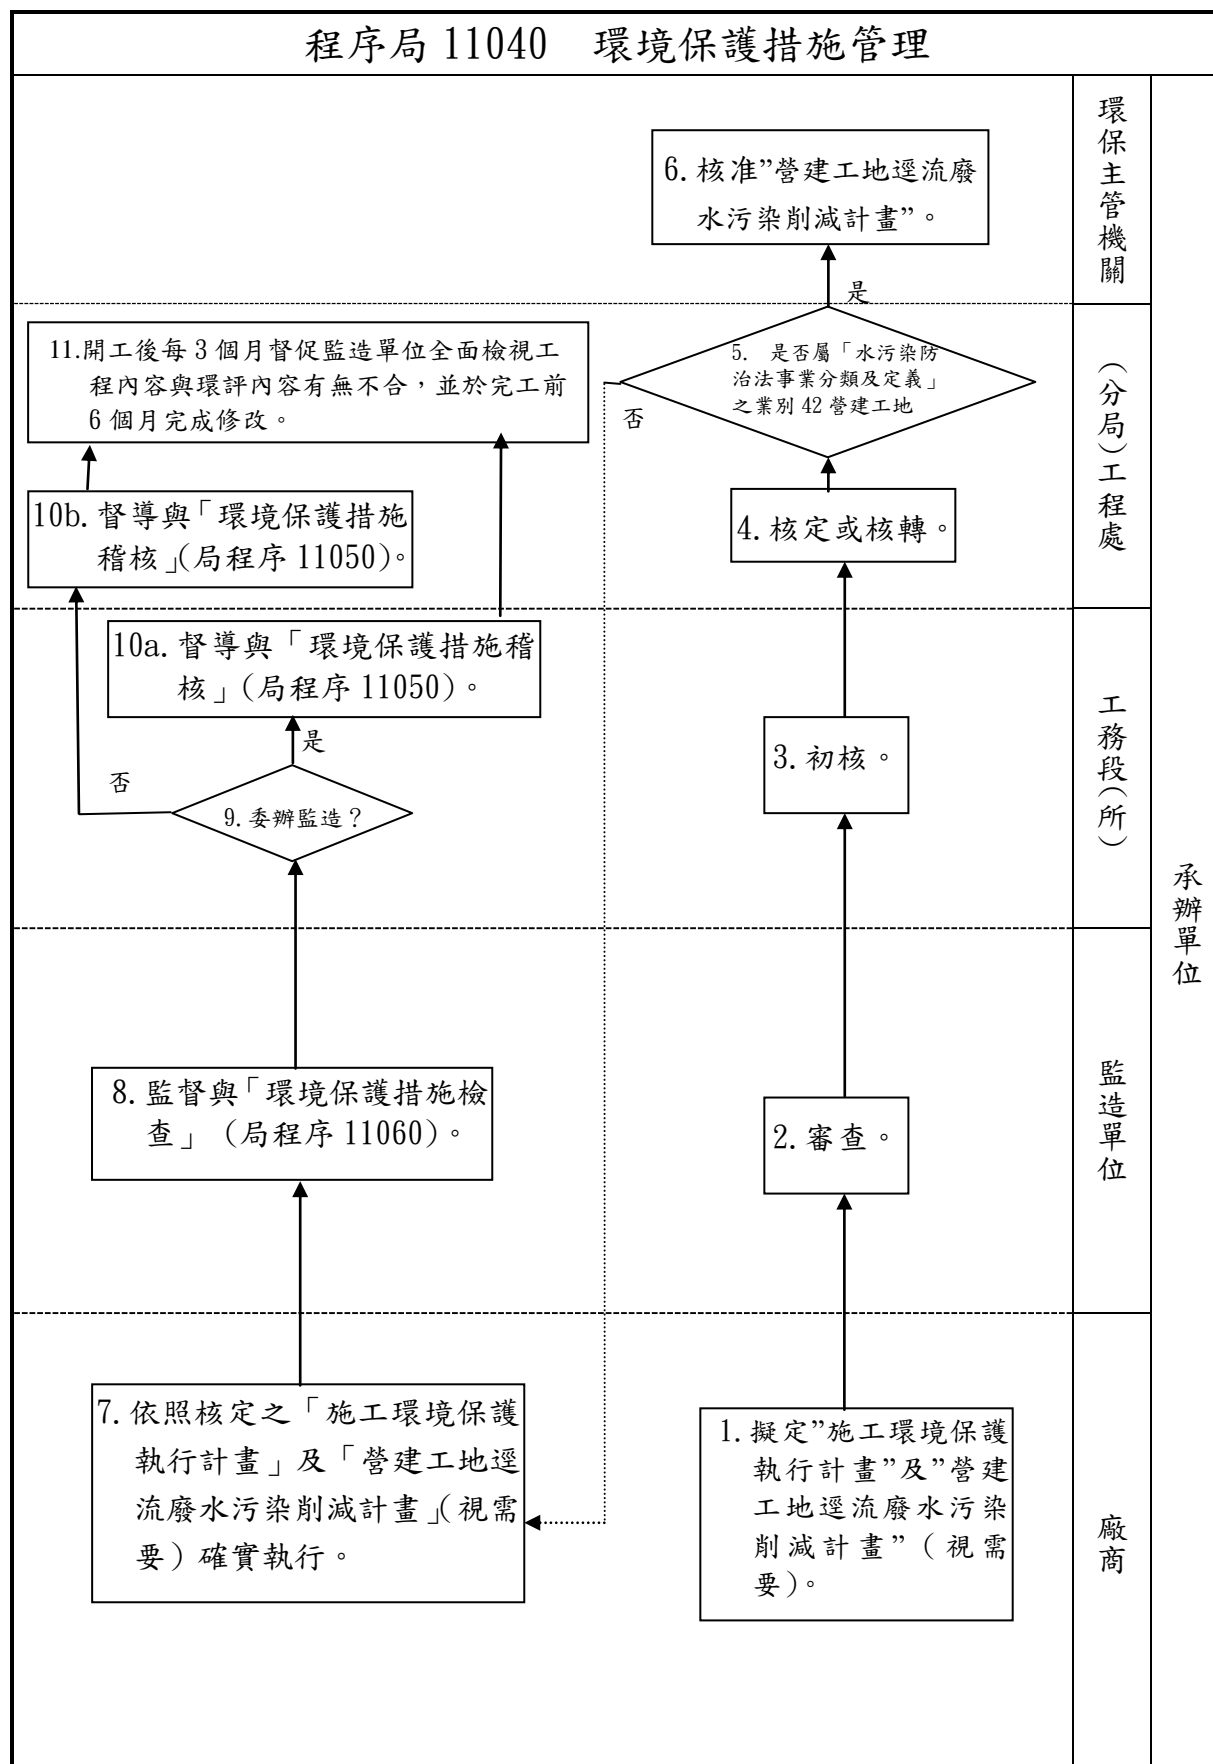 程序局 11040　環境保護措施管理
環保主管機關
6. 核准”營建工地逕流廢
水污染削減計畫”。
是
11.開工後每 3 個月督促監造單位全面檢視工
程內容與環評內容有無不合，並於完工前
6 個月完成修改。
5. 是否屬「水污染防
治法事業分類及定義」
之業別 42 營建工地
否
（分局）工程處
10b. 督導與「環境保護措施
稽核」(局程序 11050)。
4. 核定或核轉。
10a. 督導與「環境保護措施稽
核」(局程序 11050)。
是
否
9. 委辦監造？
3. 初核。
工務段（所）
承辦單位
8. 監督與「環境保護措施檢
查」（局程序 11060)。
2. 審查。
監造單位
7. 依照核定之「施工環境保護
執行計畫」及「營建工地逕
流廢水污染削減計畫」（視需
要）確實執行。
1. 擬定”施工環境保護
執行計畫”及”營建
工地逕流廢水污染
削減計畫”（視需
要）。
廠商